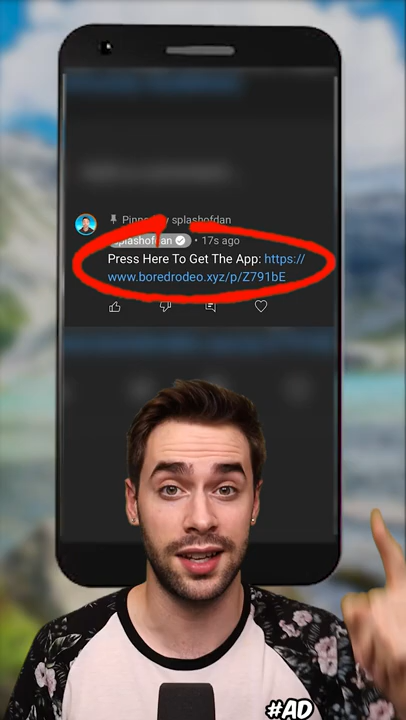 Pinned by splashofdan
splashofdan • 17s ago
Press Here To Get The App: https://
www.boredrodeo.xyz/p/Z791bE
#AD